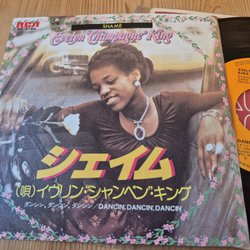 RCA
SHAME
Evelyn "Champagne" King
シェイム
(唄)イヴリン・シャンペン・キング
ダンシン、ダンシン、ダンシン/DANCIN, DANCIN, DANCIN